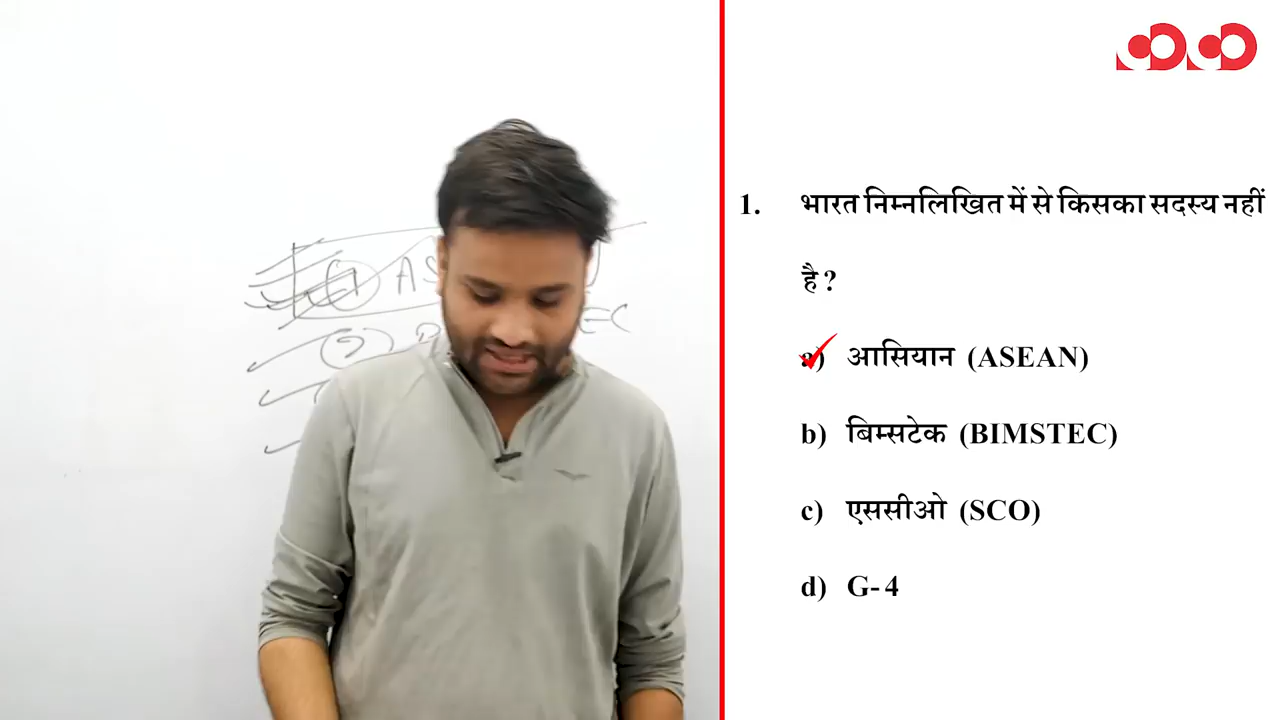 1. भारत निम्नलिखित में से किसका सदस्य नहीं
है ?
a) आसियान (ASEAN)
b) बिम्सटेक (BIMSTEC)
c) एससीओ (SCO)
d) G- 4